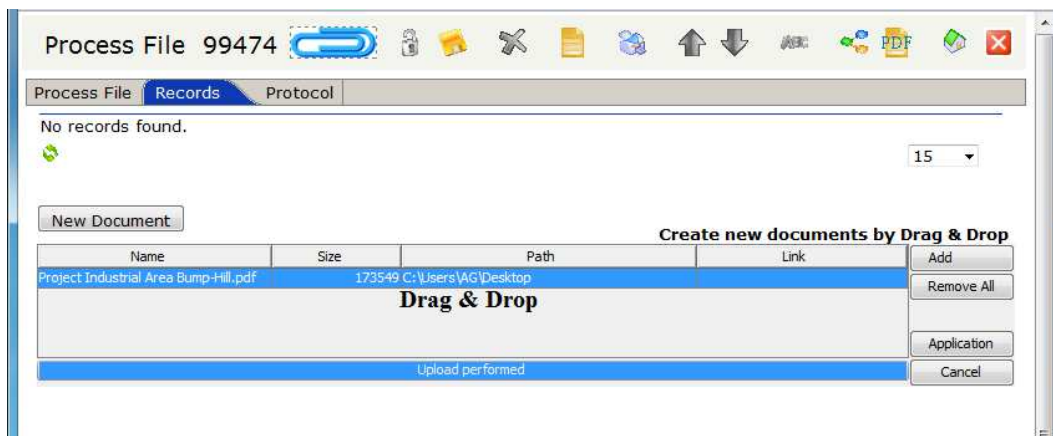 Process File 99474
ABC
PDF
Process File Records Protocol
No records found.
15
New Document
Create new documents by Drag & Drop
Name Size Path Link
Add
Project Industrial Area Bump-Hill.pdf 173549 C:\Users\AG\Desktop
Remove All
Drag & Drop
Application
Upload performed
Cancel